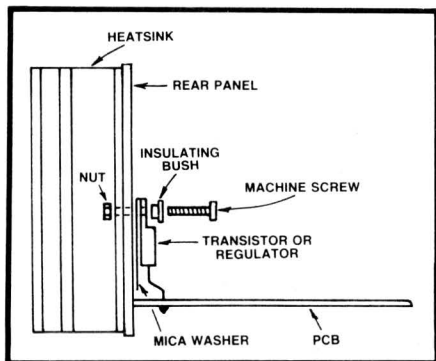 HEATSINK
REAR PANEL
INSULATING
BUSH
NUT
MACHINE SCREW
TRANSISTOR OR
REGULATOR
MICA WASHER
PCB